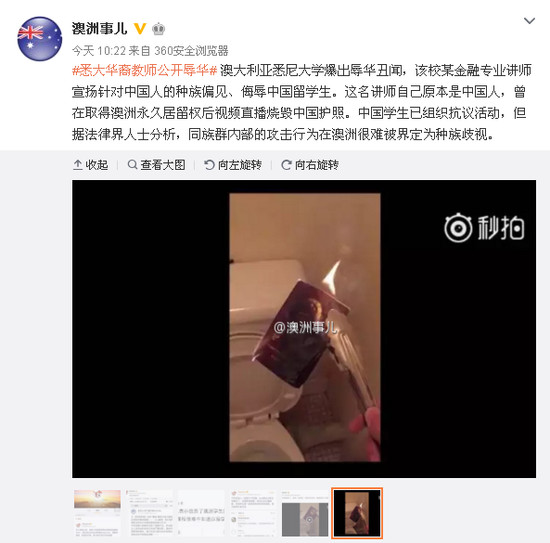 澳洲事儿
今天 10:22 来自 360安全浏览器
#悉大华裔教师公开辱华# 澳大利亚悉尼大学爆出辱华丑闻，该校某金融专业讲师
宣扬针对中国人的种族偏见、侮辱中国留学生。这名讲师自己原本是中国人，曾
在取得澳洲永久居留权后视频直播烧毁中国护照。中国学生已组织抗议活动，但
据法律界人士分析，同族群内部的攻击行为在澳洲很难被界定为种族歧视。
收起 查看大图 向左旋转 向右旋转
秒拍
@澳洲事儿